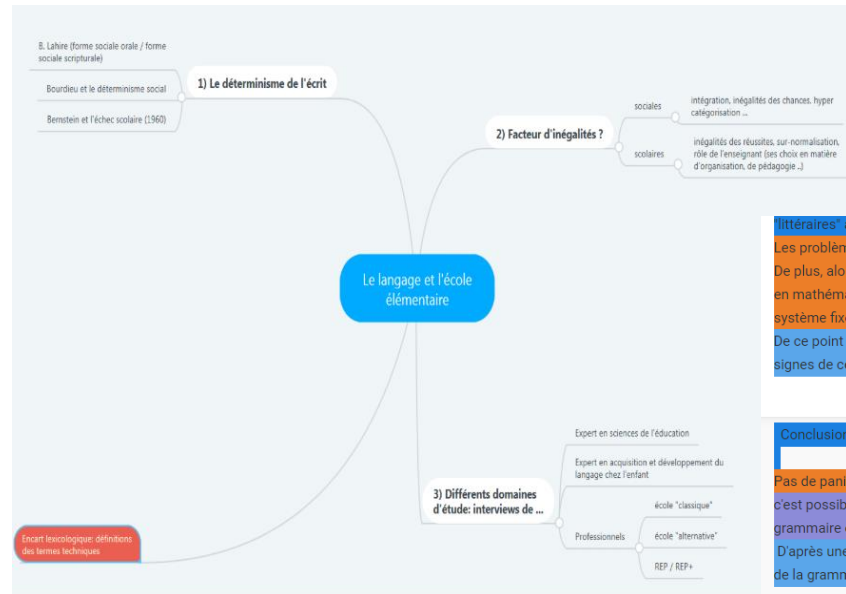 B. Lahire (forme sociale orale / forme
sociale scripturale)
Bourdieu et le déterminisme social
Bernstein et l'échec scolaire (1960)
1) Le déterminisme de l'écrit
2) Facteur d'inégalités ?
sociales
intégration, inégalités des chances. hyper
catégorisation ...
scolaires
inégalités des réussites, sur-normalisation,
rôle de l'enseignant (ses choix en matière
d'organisation, de pédagogie ..)
Le langage et l'école
élémentaire
3) Différents domaines
d'étude: interviews de ...
Expert en sciences de l'éducation
Expert en acquisition et développement du
langage chez l'enfant
Professionnels
école "classique"
école "alternative"
REP / REP+
Encart lexicologique: définitions
des termes techniques
"littéraires"
Les problèm
De plus, alo
en mathéma
système fix
De ce point
signes de c
Conclusion
Pas de pani
c'est possib
grammaire
D'après une
de la gramm